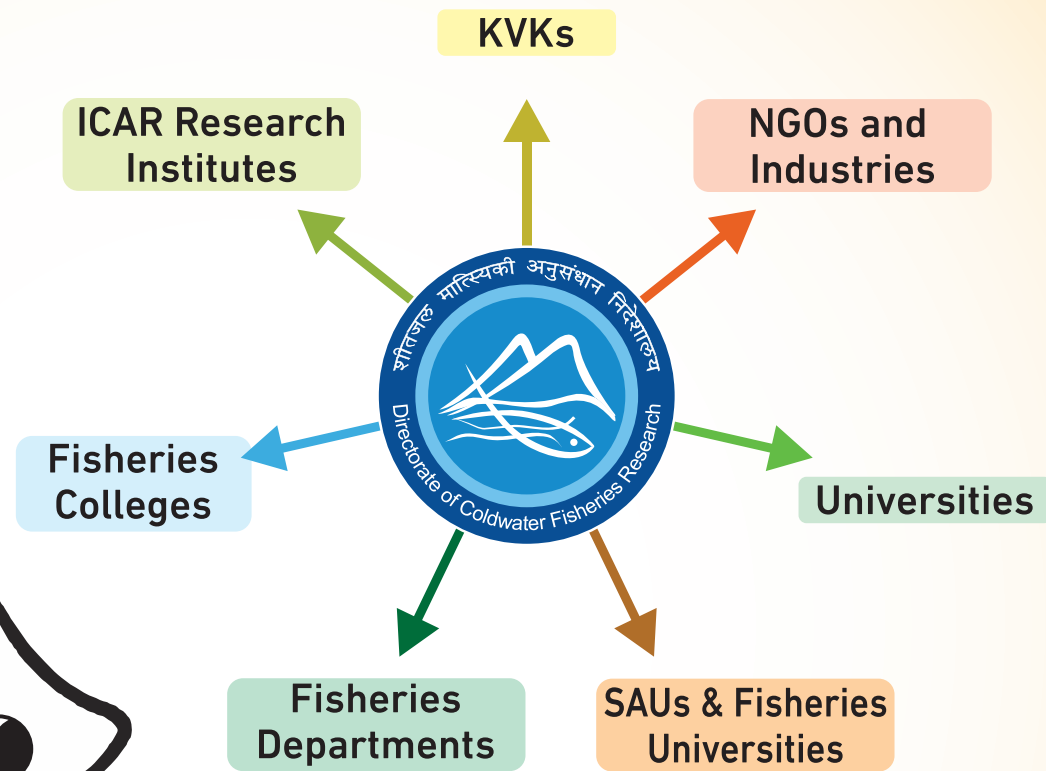 KVKs
ICAR Research
Institutes
NGOs and
Industries
शीतजल मात्स्यिकी अनुसंधान निदेशालय
Directorate of Coldwater Fisheries Research
Fisheries
Colleges
Universities
Fisheries
Departments
SAUs & Fisheries
Universities